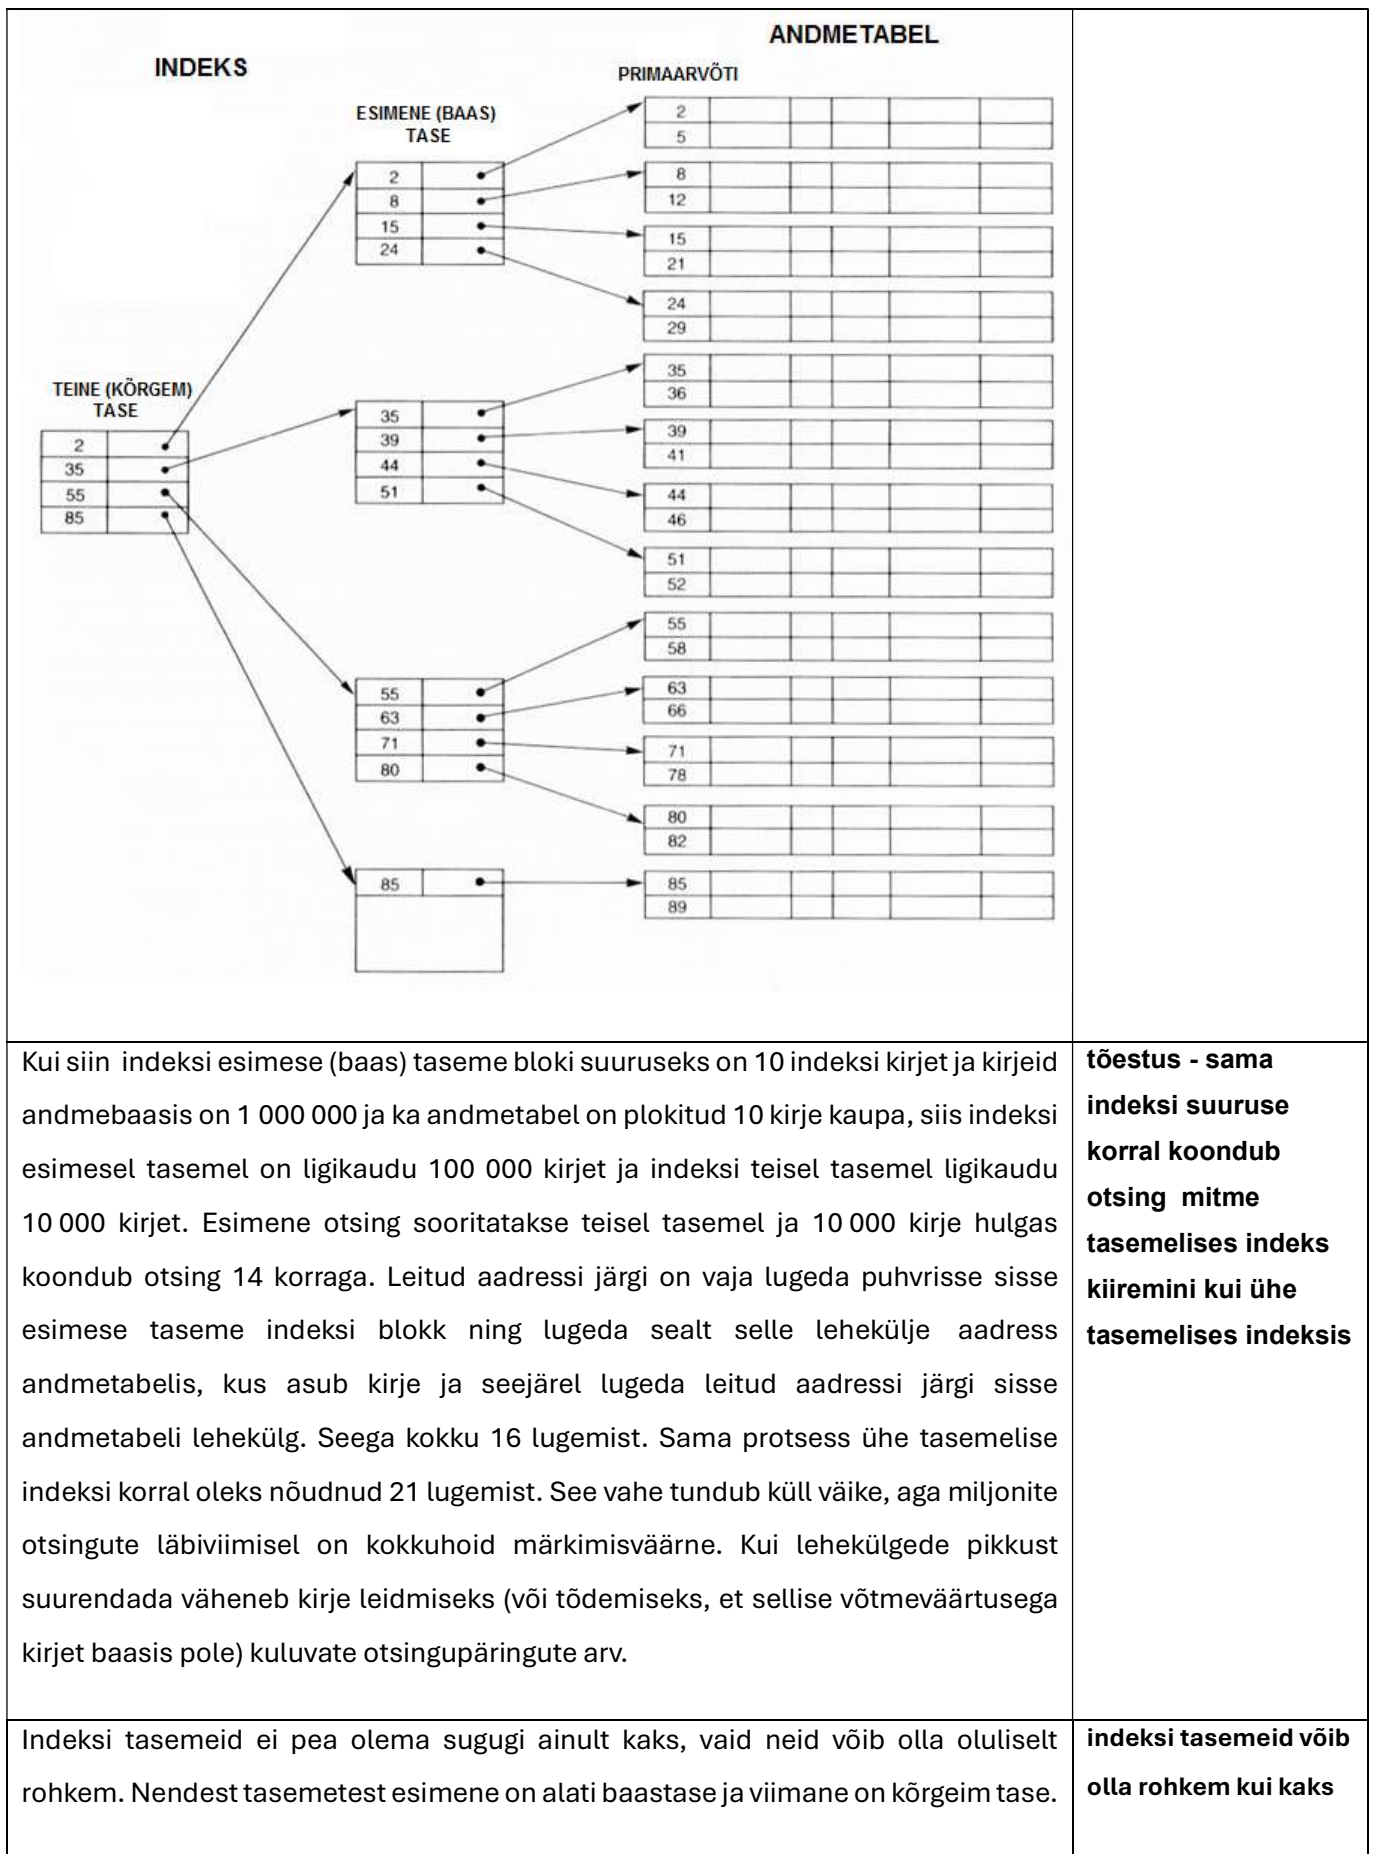 ANDMETABEL
INDEKS
PRIMAARVÕTI
ESIMENE (BAAS)
TASE
2
5
2
8
15
24
8
12
15
21
24
29
TEINE (KÕRGEM)
TASE
2
35
55
85
35
39
44
51
35
36
39
41
44
46
51
52
55
58
55
63
71
80
63
66
71
78
80
82
85
85
89
Kui siin indeksi esimese (baas) taseme bloki suuruseks on 10 indeksi kirjet ja kirjeid
andmebaasis on 1 000 000 ja ka andmetabel on plokitud 10 kirje kaupa, siis indeksi
esimesel tasemel on ligikaudu 100 000 kirjet ja indeksi teisel tasemel ligikaudu
10 000 kirjet. Esimene otsing sooritatakse teisel tasemel ja 10 000 kirje hulgas
koondub otsing 14 korraga. Leitud aadressi järgi on vaja lugeda puhvrisse sisse
esimese taseme indeksi blokk ning lugeda sealt selle lehekülje aadress
andmetabelis, kus asub kirje ja seejärel lugeda leitud aadressi järgi sisse
andmetabeli lehekülg. Seega kokku 16 lugemist. Sama protsess ühe tasemelise
indeksi korral oleks nõudnud 21 lugemist. See vahe tundub küll väike, aga miljonite
otsingute läbiviimisel on kokkuhoid märkimisväärne. Kui lehekülgede pikkust
suurendada väheneb kirje leidmiseks (või tõdemiseks, et sellise võtmeväärtusega
kirjet baasis pole) kuluvate otsingupäringute arv.
tõestus - sama
indeksi suuruse
korral koondub
otsing mitme
tasemelises indeks
kiiremini kui ühe
tasemelises indeksis
Indeksi tasemeid ei pea olema sugugi ainult kaks, vaid neid võib olla oluliselt
rohkem. Nendest tasemetest esimene on alati baastase ja viimane on kõrgeim tase.
indeksi tasemeid võib
olla rohkem kui kaks